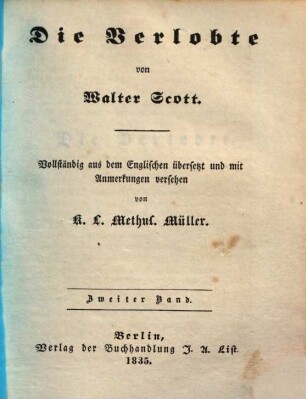 Die Verlobte
von
Walter Scott.
Vollständig aus dem Englischen übersetzt und mit
Anmerkungen versehen
von
K. L. Methus. Müller.
Zweiter Band.
Berlin,
Verlag der Buchhandlung J. A. List.
1835.